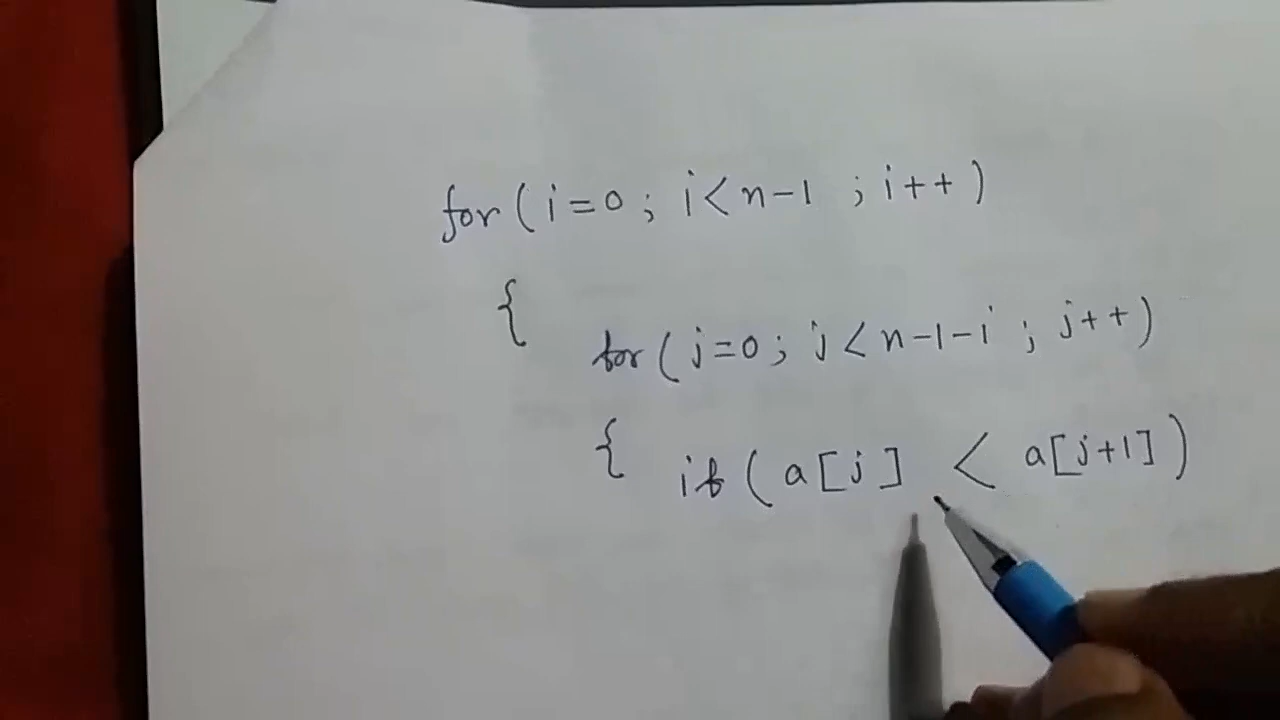 for(i=0; i<n-1 ; i++)
{ for(j=0; j<n-1-i ; j++)
{ if(a[j] < a[j+1])